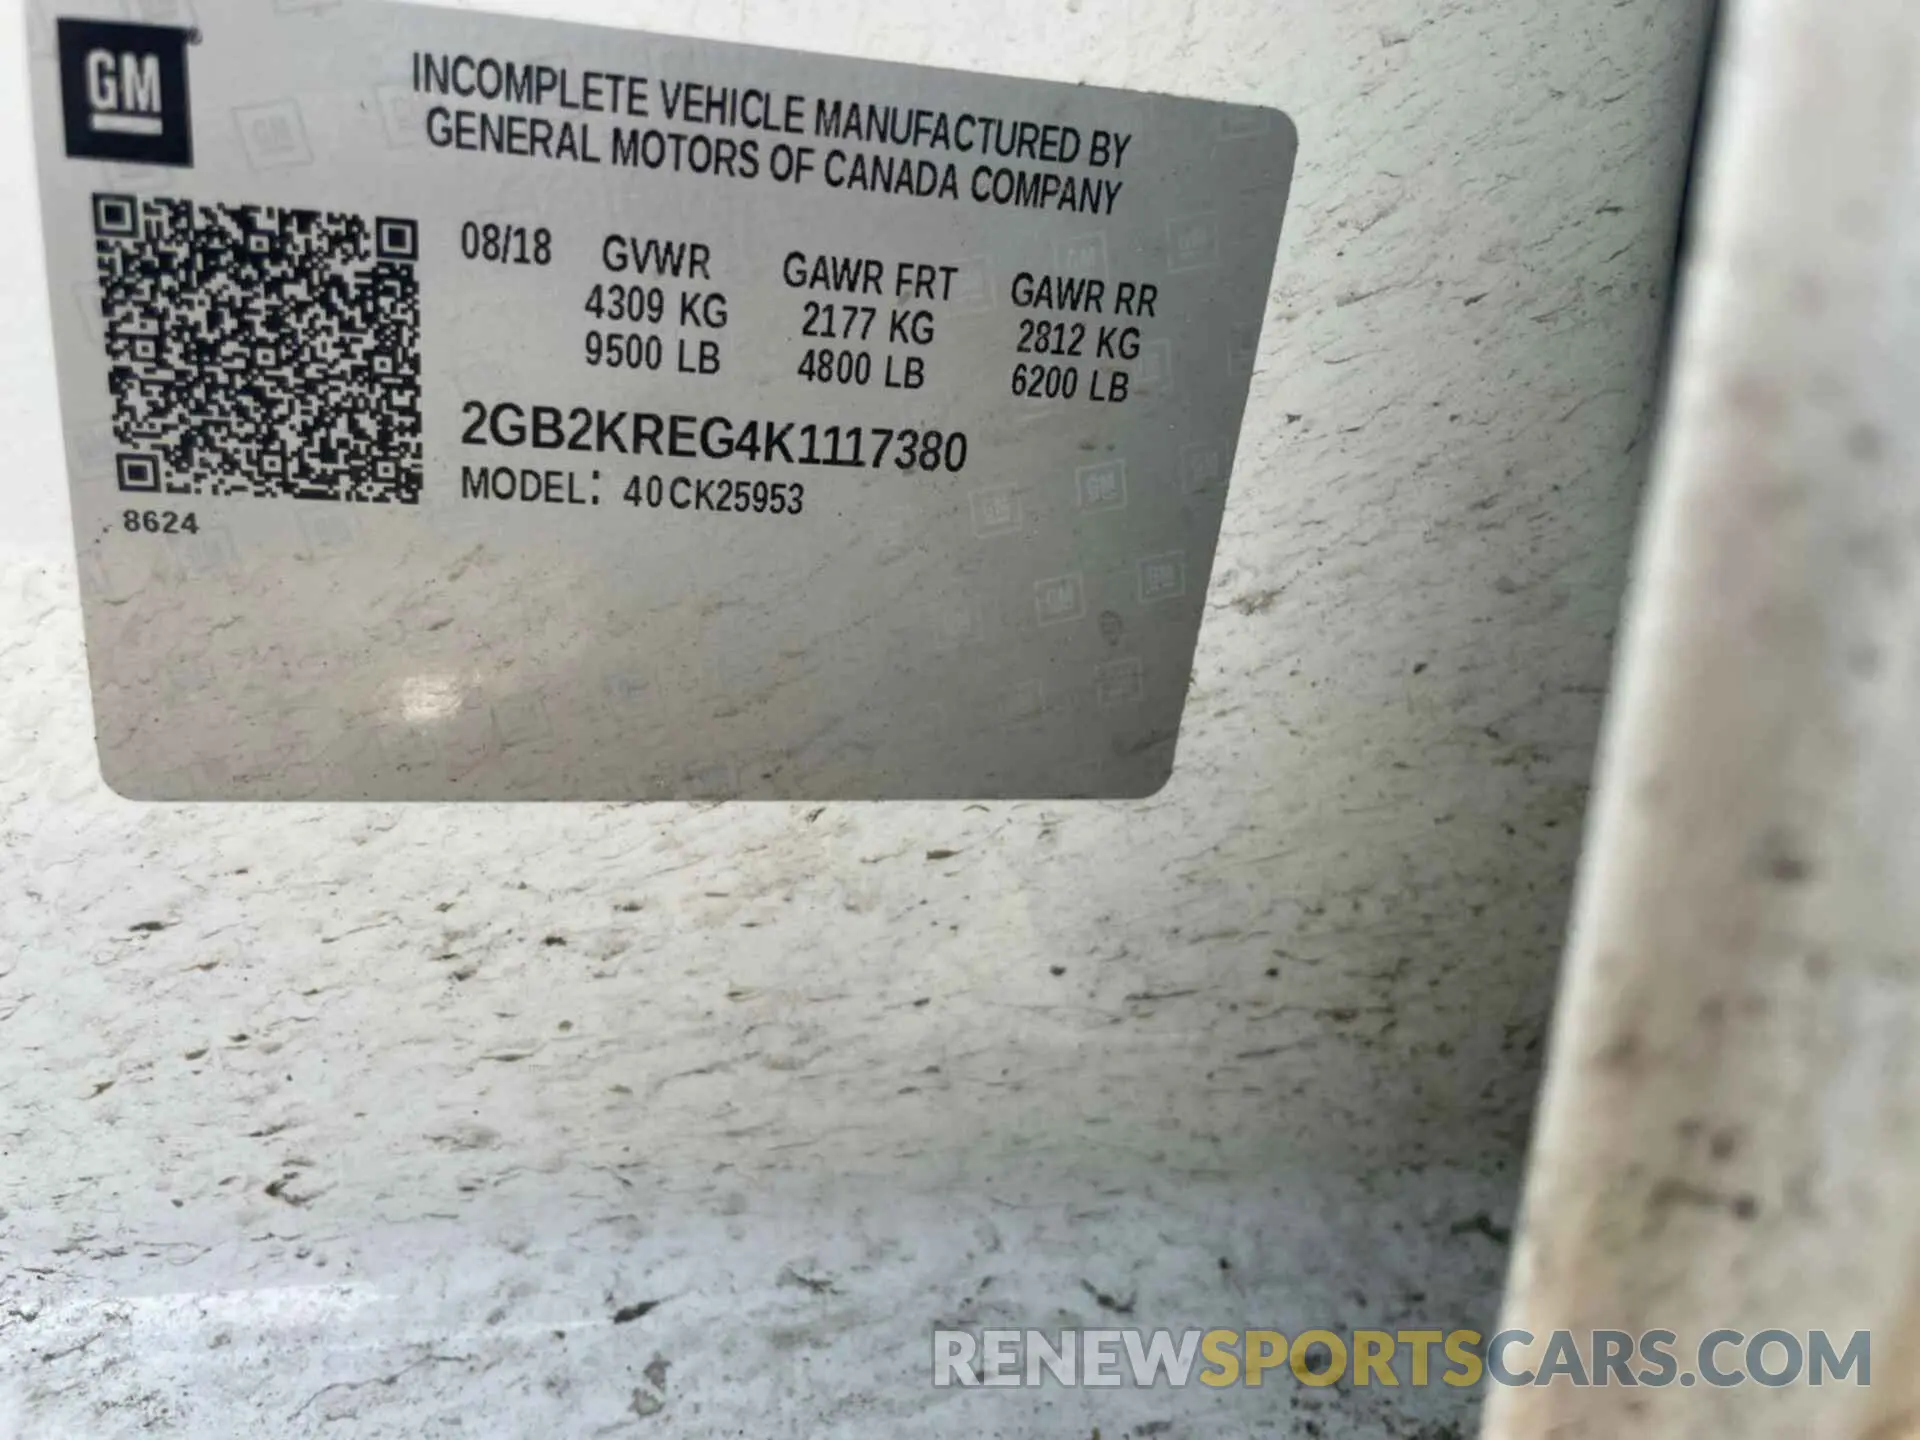 GM
INCOMPLETE VEHICLE MANUFACTURED BY
GENERAL MOTORS OF CANADA COMPANY
08/18 GVWR GAWR FRT GAWR RR
4309 KG 2177 KG 2812 KG
9500 LB 4800 LB 6200 LB
2GB2KREG4K1117380
MODEL: 40CK25953
8624
RENEWSPORTSCARS.COM